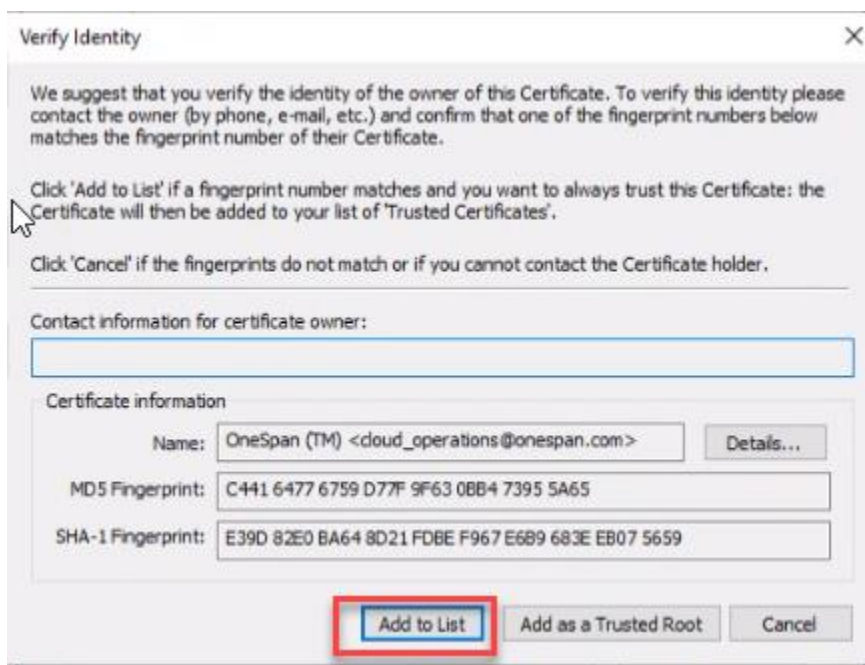 Verify Identity
We suggest that you verify the identity of the owner of this Certificate. To verify this identity please
contact the owner (by phone, e-mail, etc.) and confirm that one of the fingerprint numbers below
matches the fingerprint number of their Certificate.
Click 'Add to List' if a fingerprint number matches and you want to always trust this Certificate: the
Certificate will then be added to your list of 'Trusted Certificates'.
Click 'Cancel' if the fingerprints do not match or if you cannot contact the Certificate holder.
Contact information for certificate owner:
Certificate information
Name: OneSpan (TM) <cloud_operations@onespan.com> Details...
MD5 Fingerprint: C441 6477 6759 D77F 9F63 0BB4 7395 5A65
SHA-1 Fingerprint: E39D 82E0 BA64 8D21 FDBE F967 E6B9 683E EB07 5659
Add to List Add as a Trusted Root Cancel